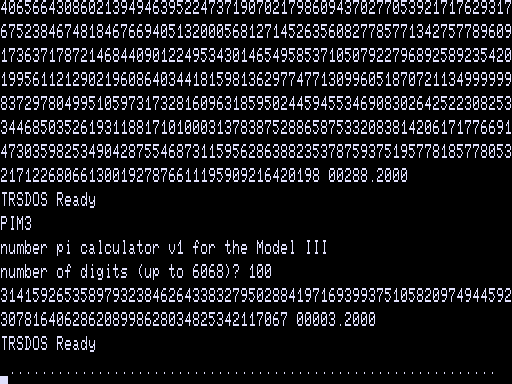 4065664308602139494639522473719070217986094370277053921717629317
6752384674818467669405132000568127145263560827785771342757789609
1736371787214684409012249534301465495853710507922796892589235420
1995611212902196086403441815981362977477130996051870721134999999
8372978049951059731732816096318595024459455346908302642522308253
3446850352619311881710100031378387528865875332083814206171776691
4730359825349042875546873115956286388235378759375195778185778053
2171226806613001927876611195909216420198 00288.2000
TRSDOS Ready
PIM3
number pi calculator v1 for the Model III
number of digits (up to 6068)? 100
3141592653589793238462643383279502884197169399375105820974944592
307816406286208998628034825342117067 00003.2000
TRSDOS Ready